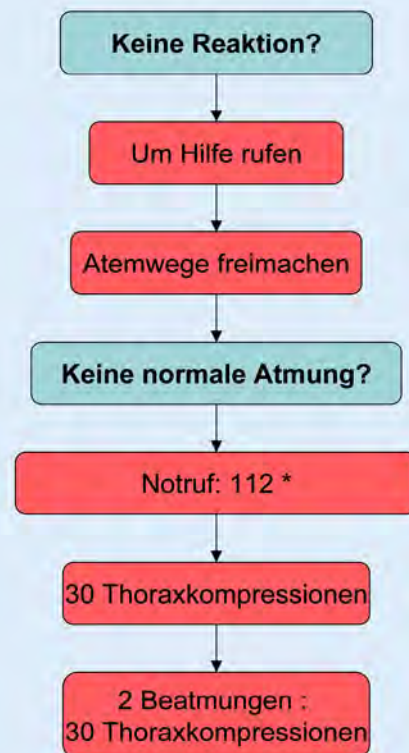 Keine Reaktion?
Um Hilfe rufen
Atemwege freimachen
Keine normale Atmung?
Notruf: 112 *
30 Thoraxkompressionen
2 Beatmungen :
30 Thoraxkompressionen